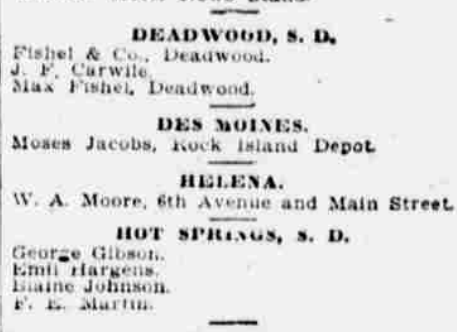 DEADWOOD, S. D.
Fishel & Co., Deadwood.
J. F. Carwile.
Max Fishel, Deadwood.
DES MOINES.
Moses Jacobs, Rock Island Depot.
HELENA.
W. A. Moore, 6th Avenue and Main Street.
HOT SPRINGS, S. D.
George Gibson.
Emil Hargens.
Blaine Johnson.
F. E. Martin.